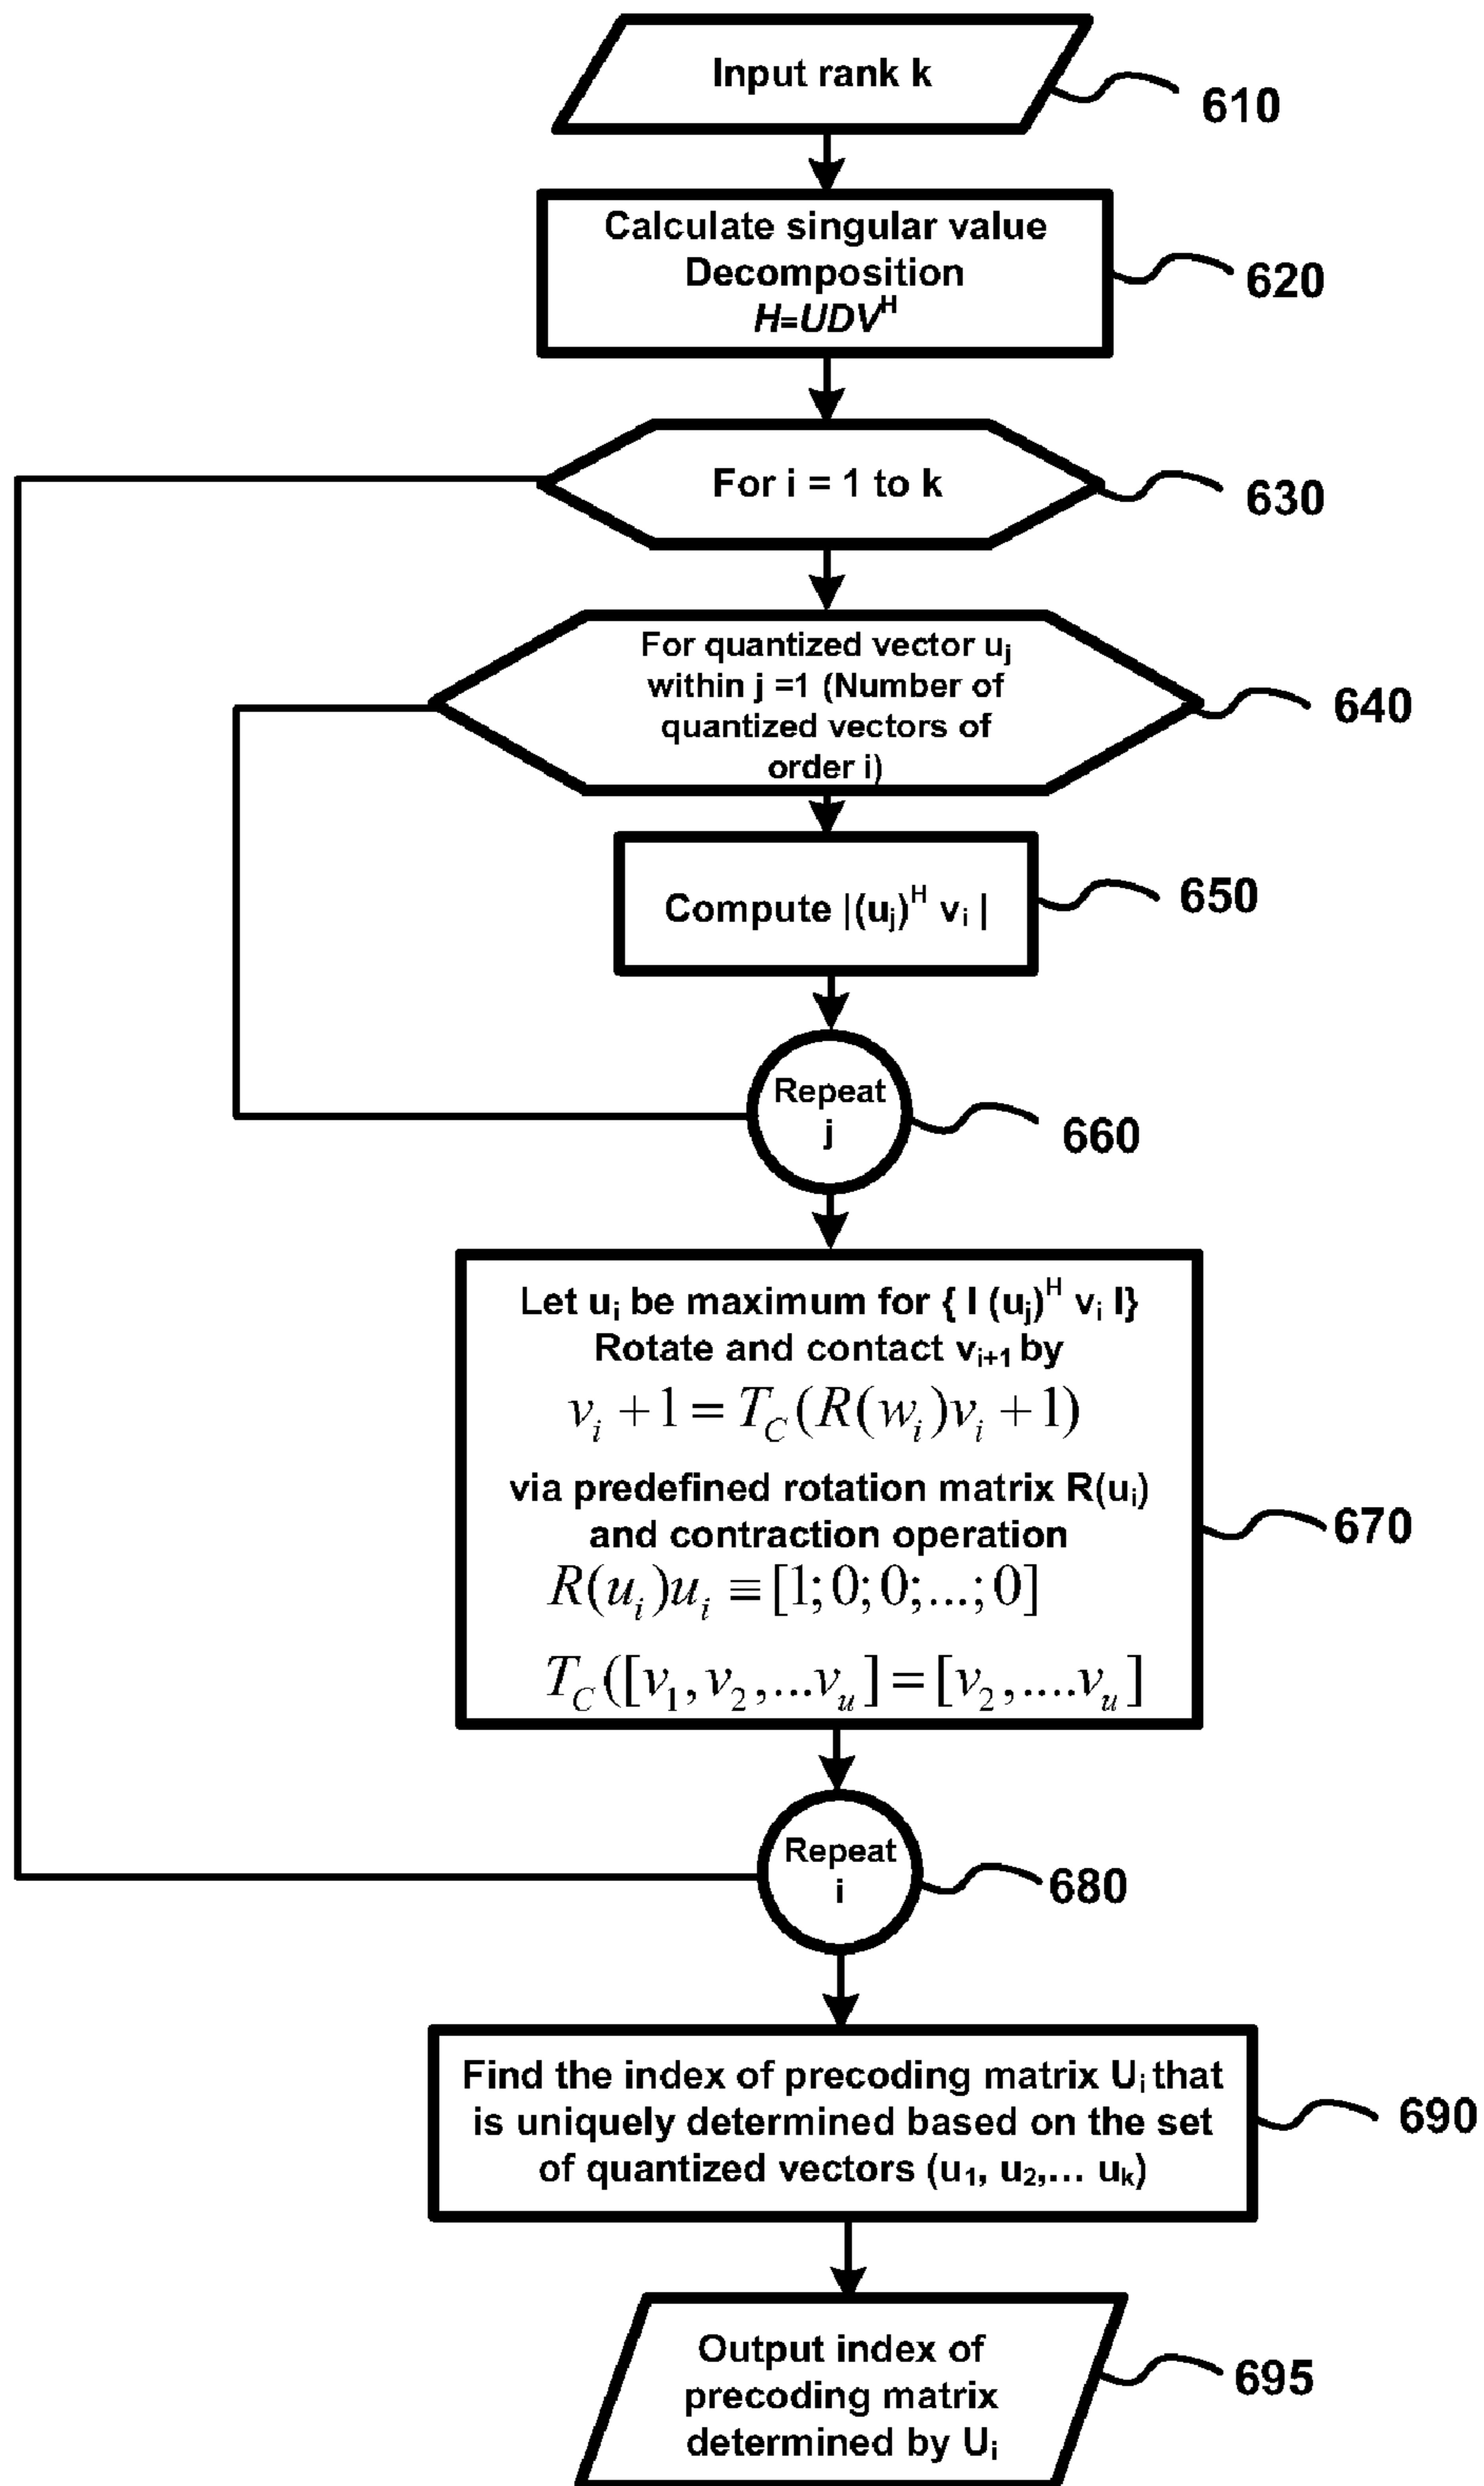 Input rank k
610
Calculate singular value
Decomposition
H=UDV^H
620
For i = 1 to k
630
For quantized vector u_j
within j =1 (Number of
quantized vectors of
order i)
640
Compute |(u_j)^H v_i |
650
Repeat
j
660
Let u_i be maximum for { I (u_j)^H v_i I}
Rotate and contact v_{i+1} by
v_i + 1 = T_C(R(w_i)v_i + 1)
via predefined rotation matrix R(u_i)
and contraction operation
R(u_i)u_i ≡ [1;0;0;...;0]
T_C([v_1,v_2,...v_u] = [v_2,....v_u]
670
Repeat
i
680
Find the index of precoding matrix U_i that
is uniquely determined based on the set
of quantized vectors (u_1, u_2,... u_k)
690
Output index of
precoding matrix
determined by U_i
695